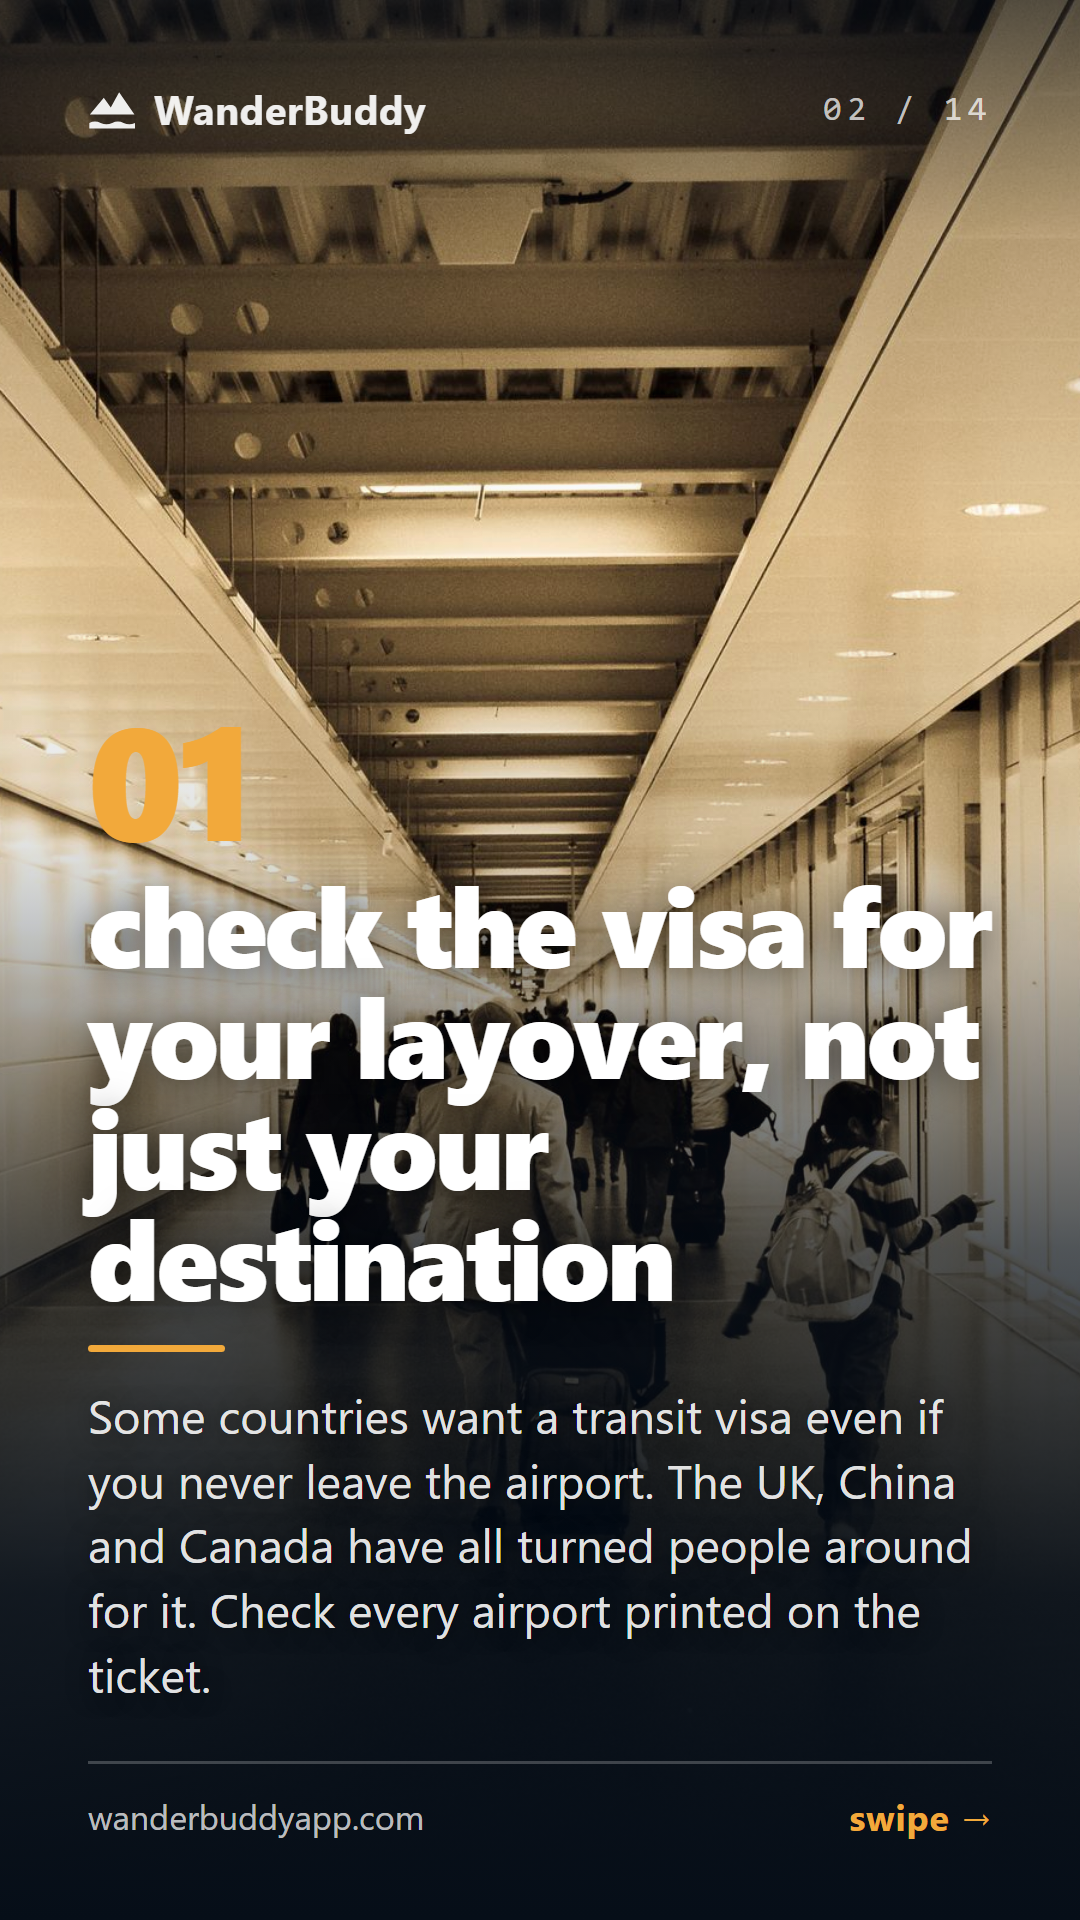 WanderBuddy
02 / 14
01
check the visa for
your layover, not
just your
destination
Some countries want a transit visa even if
you never leave the airport. The UK, China
and Canada have all turned people around
for it. Check every airport printed on the
ticket.
wanderbuddyapp.com
swipe →